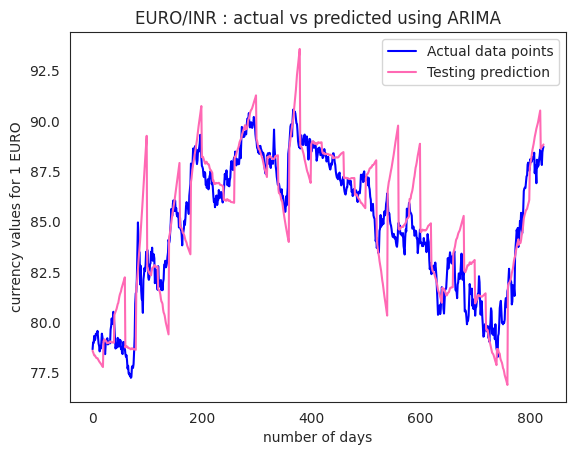 EURO/INR : actual vs predicted using ARIMA
Actual data points
Testing prediction
currency values for 1 EURO
92.5
90.0
87.5
85.0
82.5
80.0
77.5
0 200 400 600 800
number of days